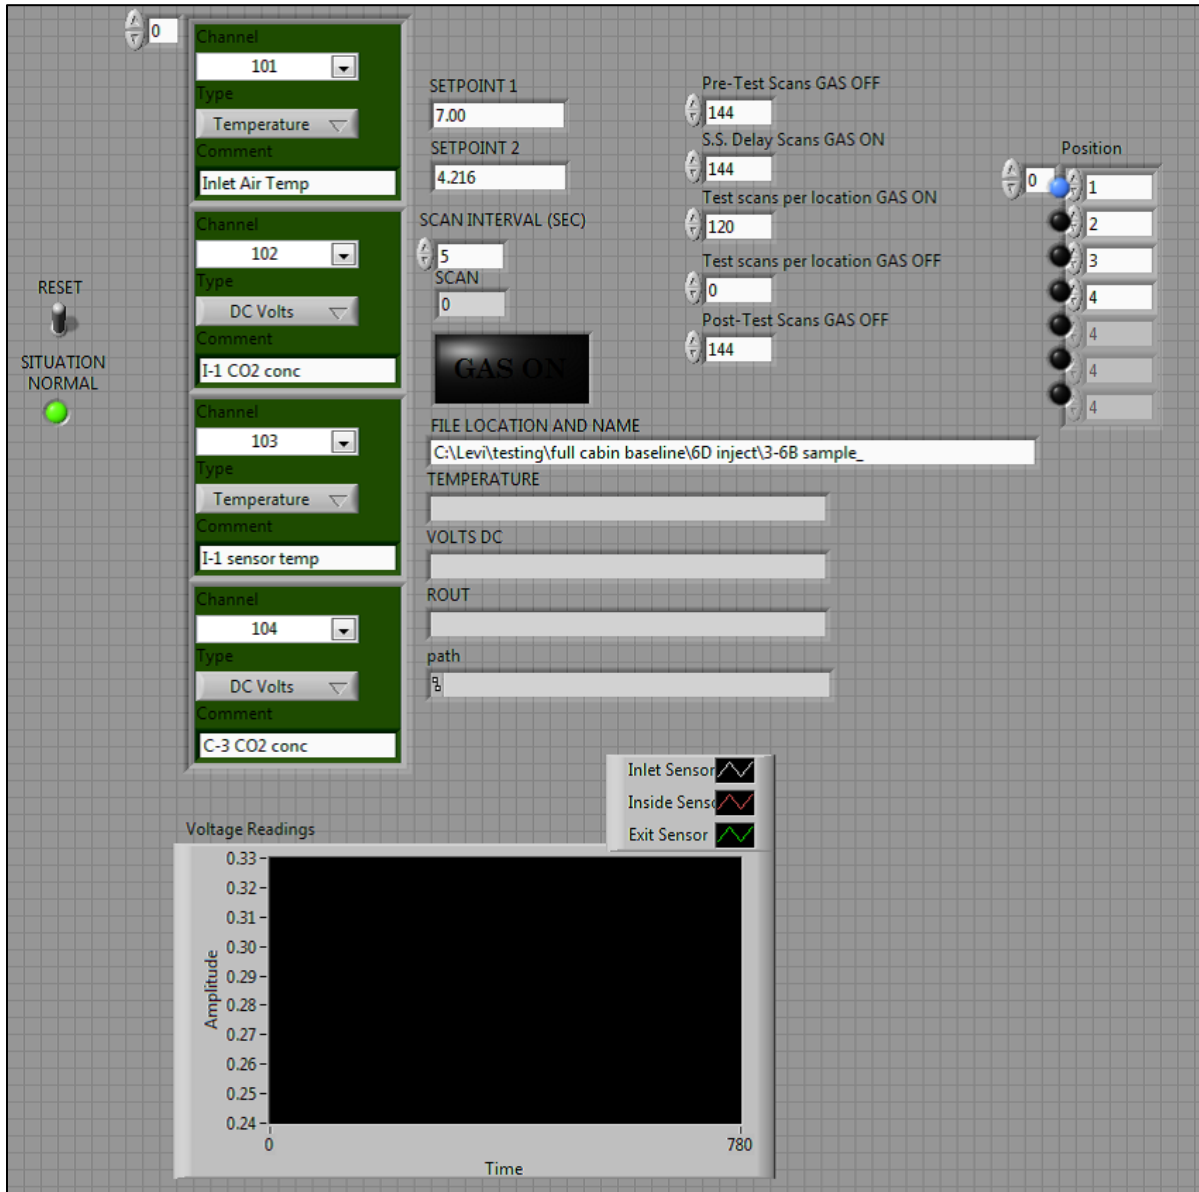 0
Channel
101
Type
Temperature
Comment
Inlet Air Temp
Channel
102
Type
DC Volts
Comment
I-1 CO2 conc
Channel
103
Type
Temperature
Comment
I-1 sensor temp
Channel
104
Type
DC Volts
Comment
C-3 CO2 conc
RESET
SITUATION
NORMAL
SETPOINT 1
7.00
SETPOINT 2
4.216
SCAN INTERVAL (SEC)
5
SCAN
0
GAS ON
Pre-Test Scans GAS OFF
144
S.S. Delay Scans GAS ON
144
Test scans per location GAS ON
120
Test scans per location GAS OFF
0
Post-Test Scans GAS OFF
144
Position
0
1
2
3
4
4
4
4
FILE LOCATION AND NAME
C:\Levi\testing\full cabin baseline\6D inject\3-6B sample_
TEMPERATURE
VOLTS DC
ROUT
path
Inlet Sensor
Inside Senso
Exit Sensor
Voltage Readings
Amplitude
0.33
0.32
0.31
0.30
0.29
0.28
0.27
0.26
0.25
0.24
0
780
Time